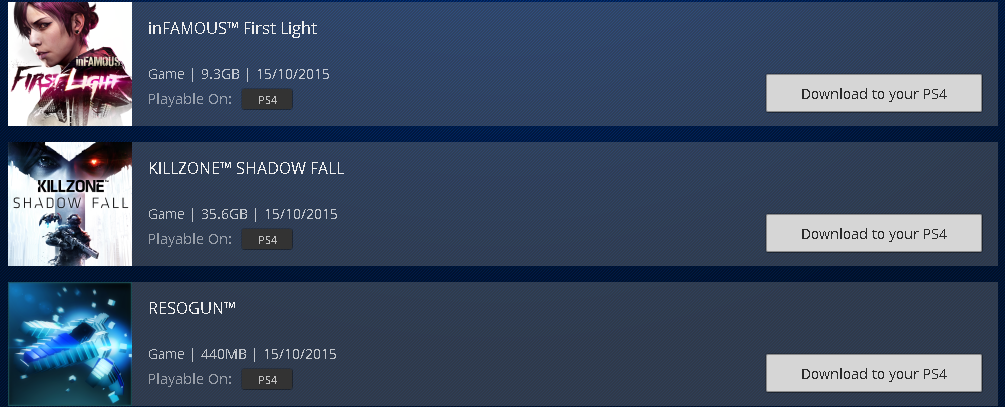 inFAMOUS™ First Light
inFAMOUS
FIRST LIGHT
Game | 9.3GB | 15/10/2015
Playable On: PS4
Download to your PS4
KILLZONE™ SHADOW FALL
KILLZONE™
SHADOW FALL
Game | 35.6GB | 15/10/2015
Playable On: PS4
Download to your PS4
RESOGUN™
Game | 440MB | 15/10/2015
Playable On: PS4
Download to your PS4